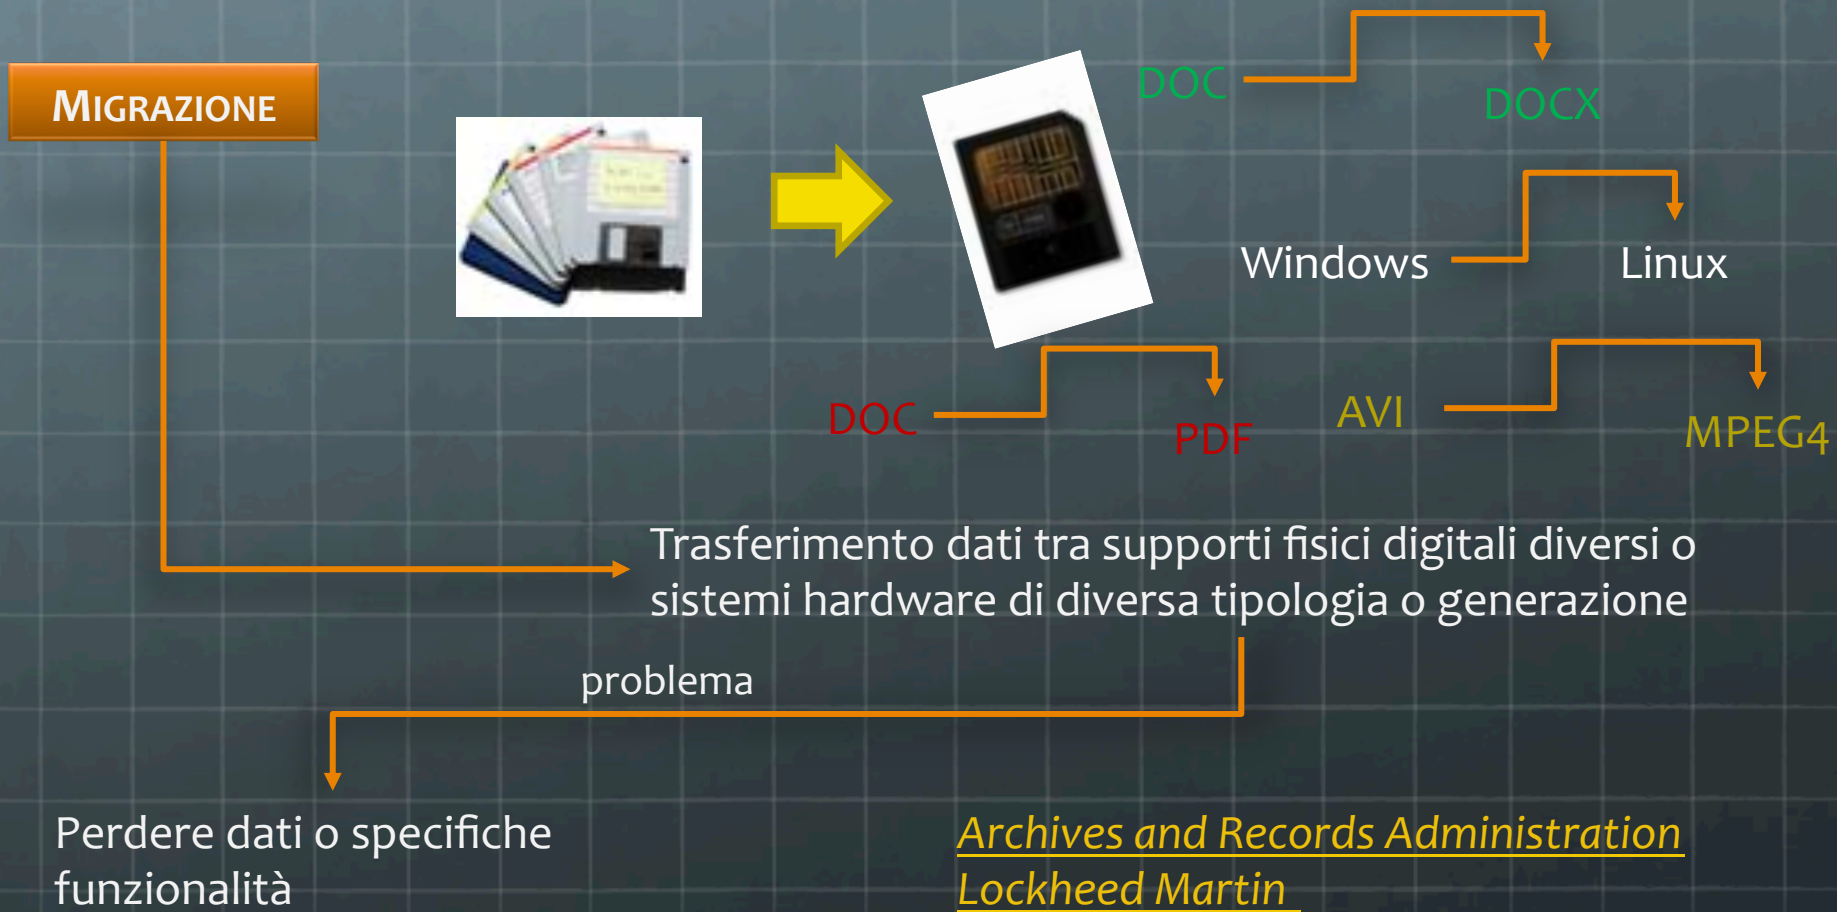 MIGRAZIONE
DOC
DOCX
Windows
Linux
DOC
PDF
AVI
MPEG4
Trasferimento dati tra supporti fisici digitali diversi o
sistemi hardware di diversa tipologia o generazione
problema
Perdere dati o specifiche
funzionalità
Archives and Records Administration
Lockheed Martin